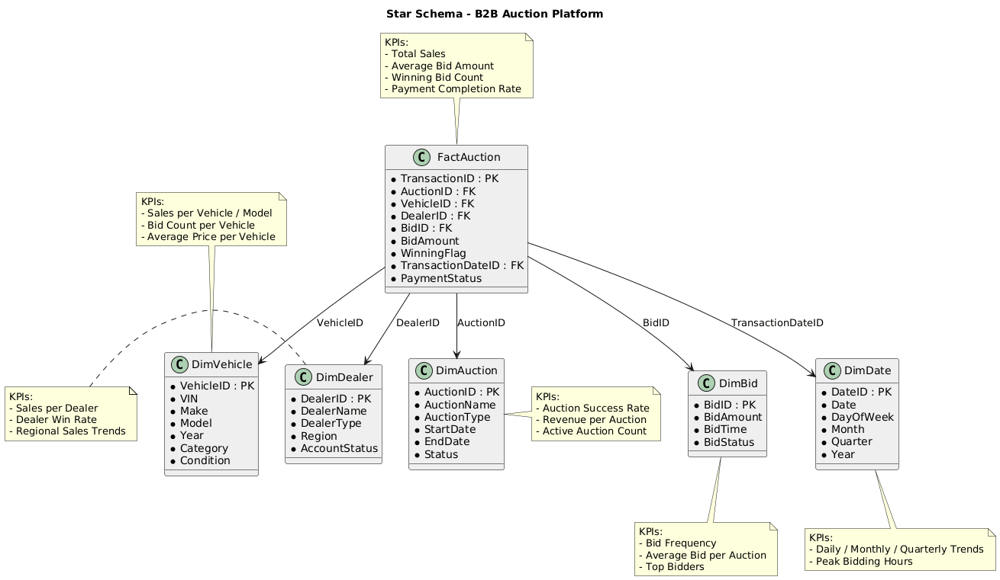 Star Schema - B2B Auction Platform
KPIs:
- Total Sales
- Average Bid Amount
- Winning Bid Count
- Payment Completion Rate
C FactAuction
TransactionID : PK
AuctionID : FK
VehicleID : FK
DealerID : FK
BidID : FK
BidAmount
WinningFlag
TransactionDateID : FK
PaymentStatus
KPIs:
- Sales per Vehicle / Model
- Bid Count per Vehicle
- Average Price per Vehicle
VehicleID
DealerID
AuctionID
BidID
TransactionDateID
KPIs:
- Sales per Dealer
- Dealer Win Rate
- Regional Sales Trends
C DimVehicle
VehicleID : PK
VIN
Make
Model
Year
Category
Condition
C DimDealer
DealerID : PK
DealerName
DealerType
Region
AccountStatus
C DimAuction
AuctionID : PK
AuctionName
AuctionType
StartDate
EndDate
Status
KPIs:
- Auction Success Rate
- Revenue per Auction
- Active Auction Count
C DimBid
BidID : PK
BidAmount
BidTime
BidStatus
C DimDate
DateID : PK
Date
DayOfWeek
Month
Quarter
Year
KPIs:
- Bid Frequency
- Average Bid per Auction
- Top Bidders
KPIs:
- Daily / Monthly / Quarterly Trends
- Peak Bidding Hours